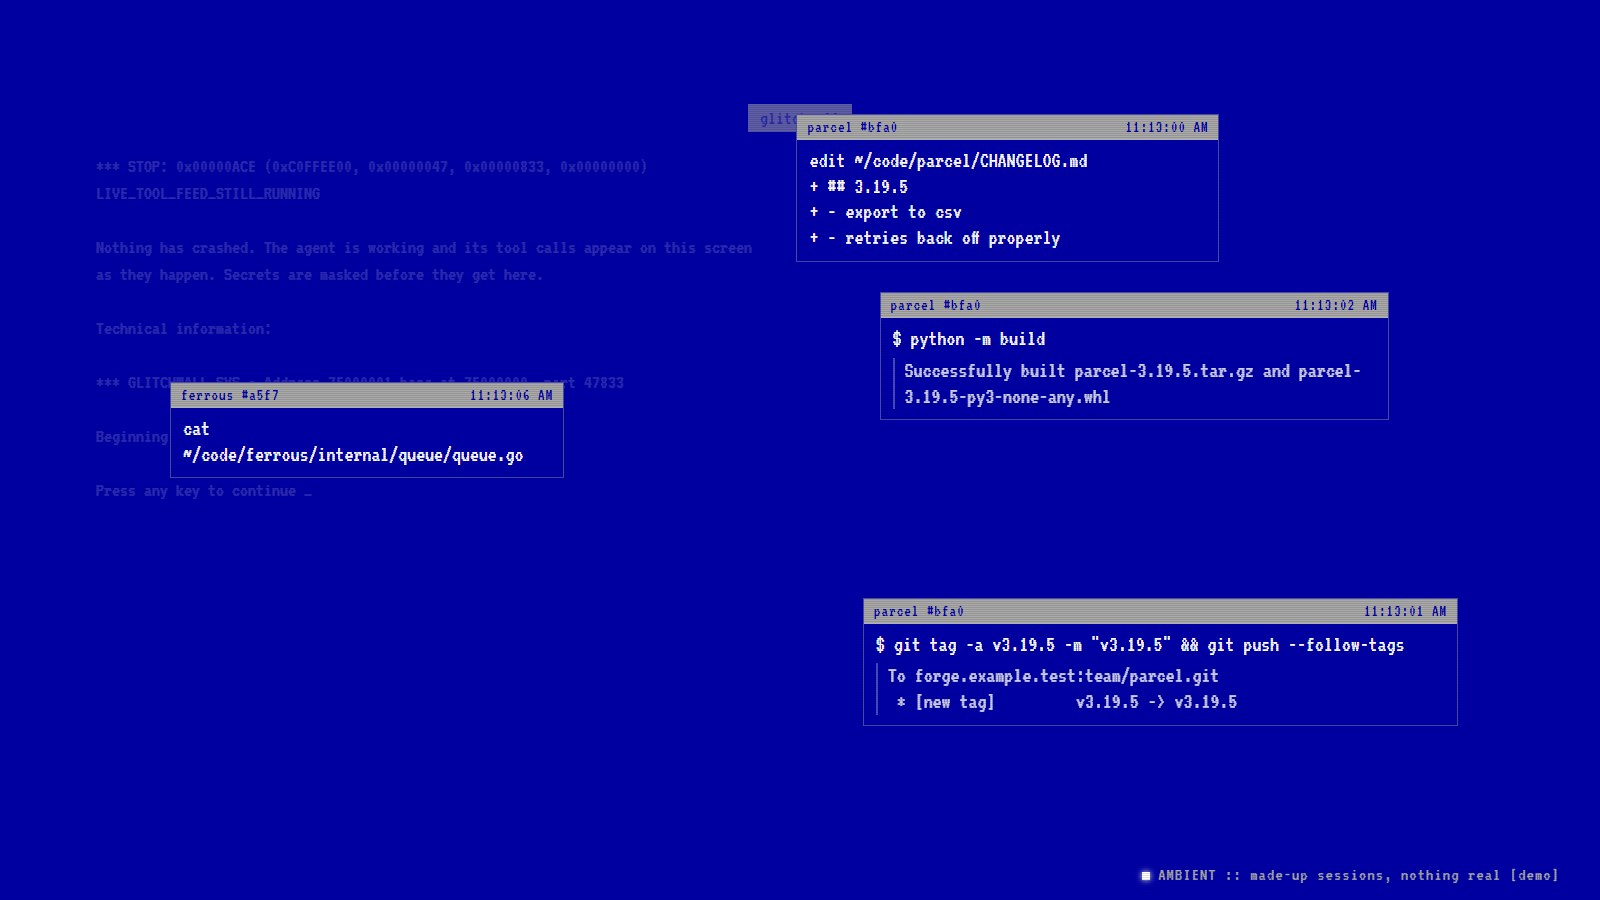 *** STOP: 0x00000ACE (0xC0FFEE00, 0x00000047, 0x00000833, 0x00000000)
LIVE_TOOL_FEED_STILL_RUNNING
Nothing has crashed. The agent is working and its tool calls appear on this screen
as they happen. Secrets are masked before they get here.
Technical information:
*** 47833
Beginning
Press any key to continue _
parcel #bfa0 11:13:00 AM
edit ~/code/parcel/CHANGELOG.md
+ ## 3.19.5
+ - export to csv
+ - retries back off properly
parcel #bfa0 11:13:02 AM
$ python -m build
Successfully built parcel-3.19.5.tar.gz and parcel-
3.19.5-py3-none-any.whl
ferrous #a5f7 11:13:06 AM
cat
~/code/ferrous/internal/queue/queue.go
parcel #bfa0 11:13:01 AM
$ git tag -a v3.19.5 -m "v3.19.5" && git push --follow-tags
To forge.example.test:team/parcel.git
* [new tag] v3.19.5 -> v3.19.5
AMBIENT :: made-up sessions, nothing real [demo]